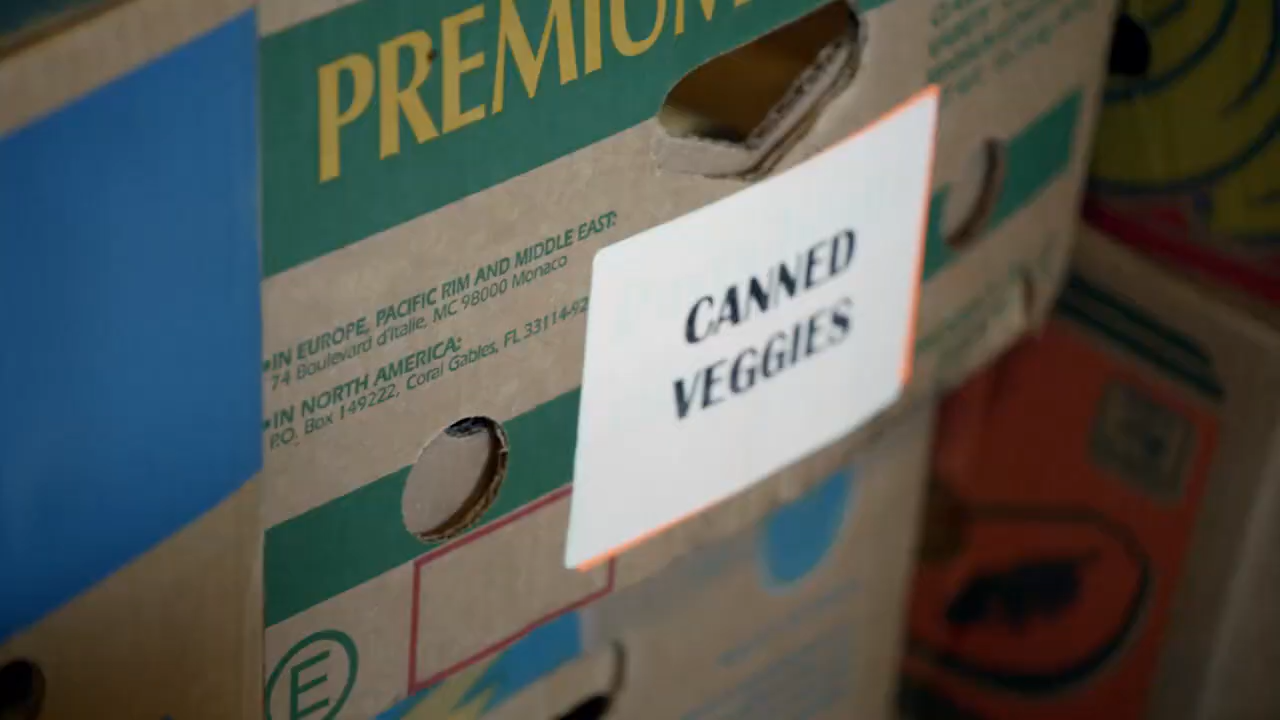 PREMIUM
•IN EUROPE, PACIFIC RIM AND MIDDLE EAST:
74 Boulevard d'Italie, MC 98000 Monaco
•IN NORTH AMERICA:
P.O. Box 149222, Coral Gables, FL 33114-92
CANNED
VEGGIES
E